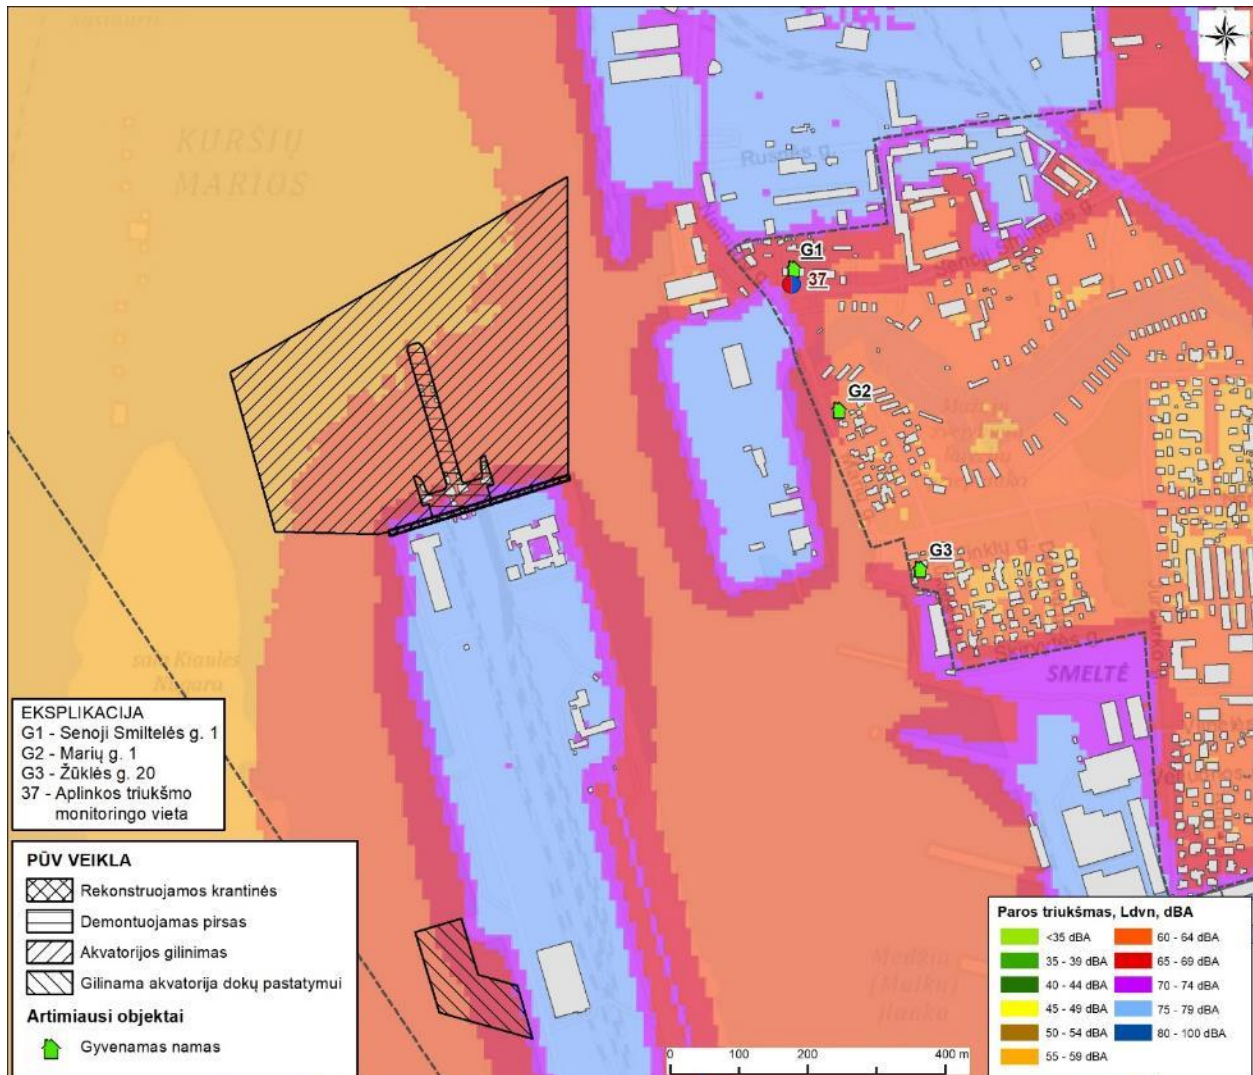 KURŠIŲ
MARIOS
Rusnės g.
G1
37
G2
G3
SMELTĖ
EKSPLIKACIJA
G1 - Senoji Smiltelės g. 1
G2 - Marių g. 1
G3 - Žūklės g. 20
37 - Aplinkos triukšmo
monitoringo vieta
PŪV VEIKLA
Rekonstruojamos krantinės
Demontuojamas pirsas
Akvatorijos gilinimas
Gilinama akvatorija dokų pastatymui
Artimiausi objektai
Gyvenamas namas
0 100 200 400 m
Paros triukšmas, Ldvn, dBA
<35 dBA
35 - 39 dBA
40 - 44 dBA
45 - 49 dBA
50 - 54 dBA
55 - 59 dBA
60 - 64 dBA
65 - 69 dBA
70 - 74 dBA
75 - 79 dBA
80 - 100 dBA